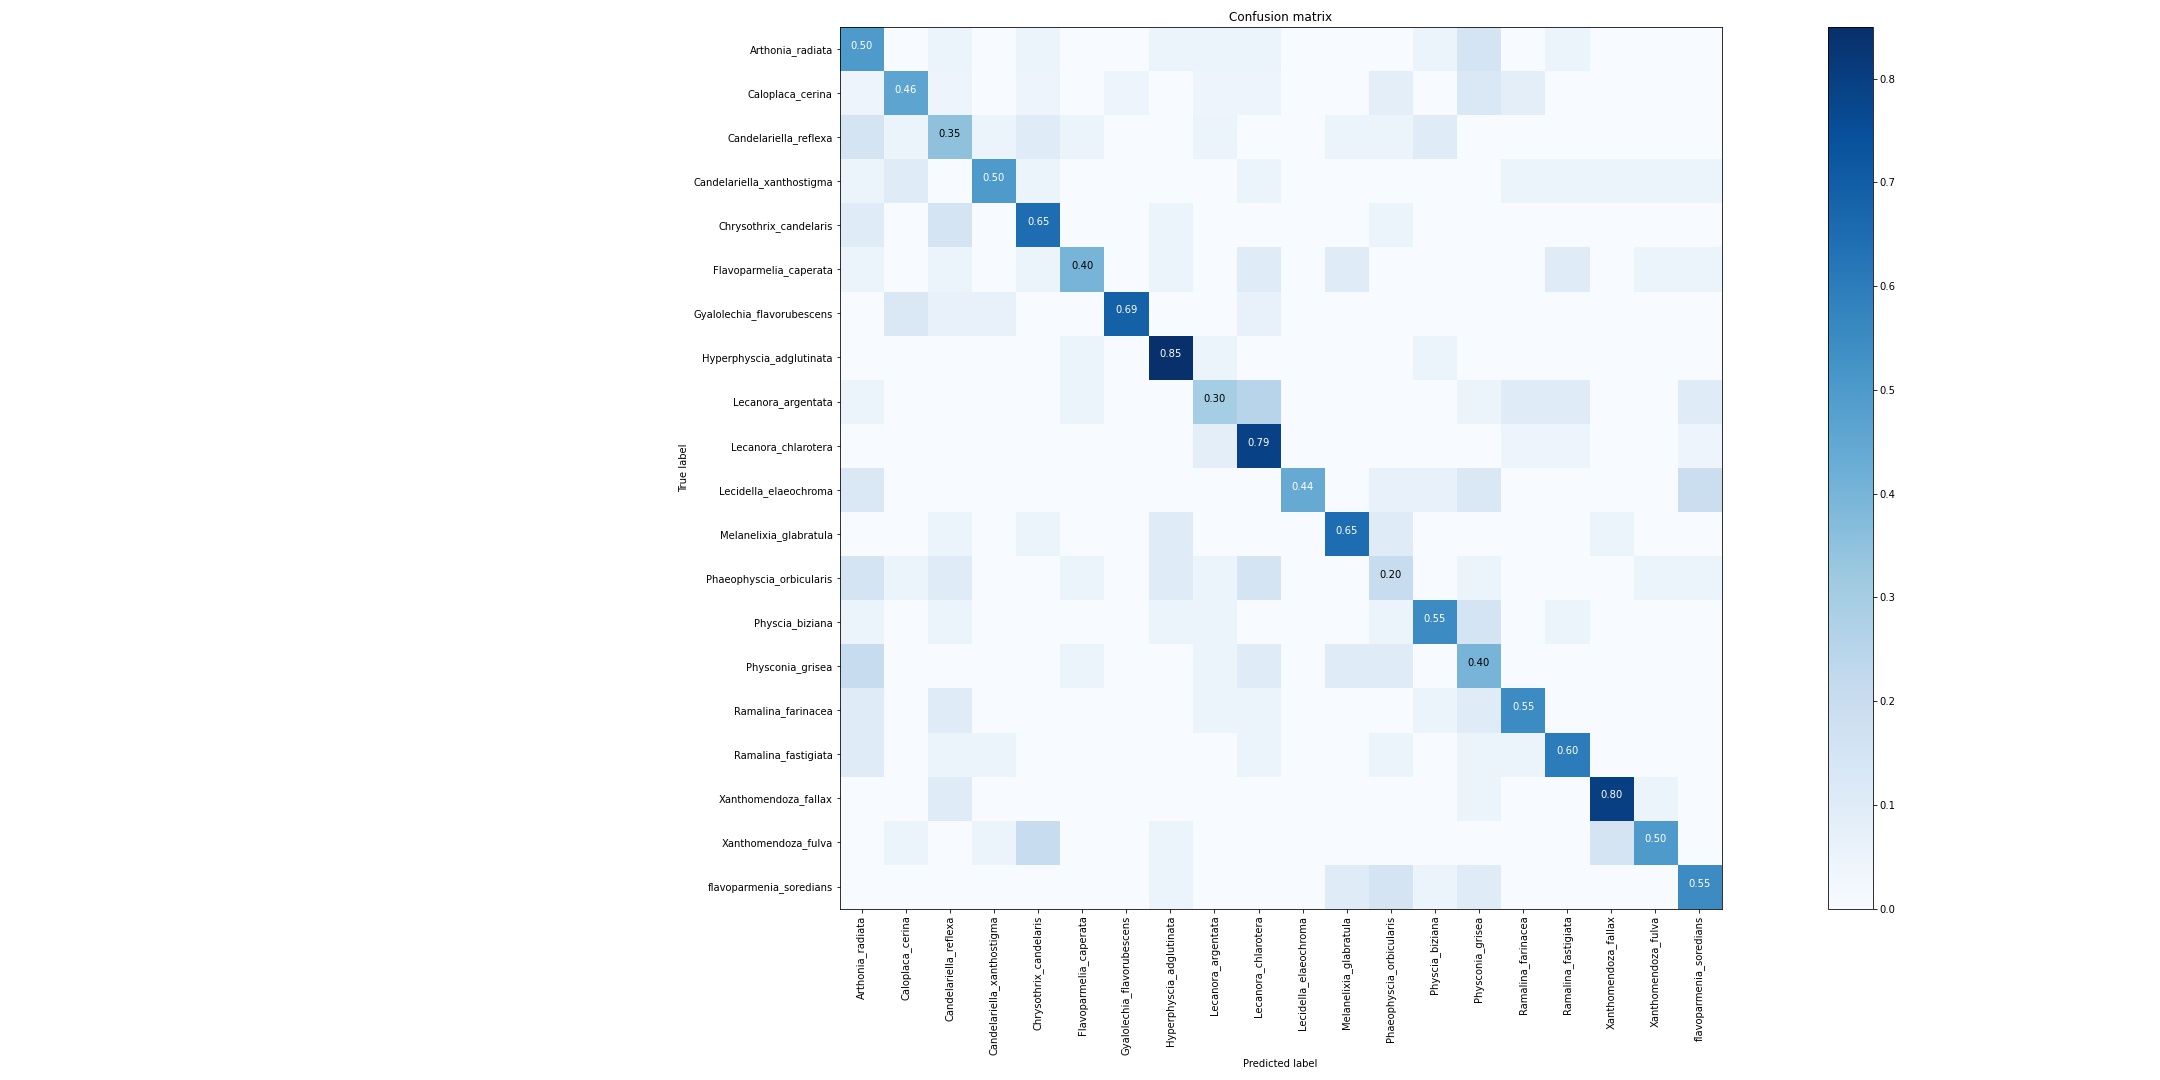 Confusion matrix
Arthonia_radiata
Caloplaca_cerina
Candelariella_reflexa
Candelariella_xanthostigma
Chrysothrix_candelaris
Flavoparmelia_caperata
Gyalolechia_flavorubescens
Hyperphyscia_adglutinata
Lecanora_argentata
Lecanora_chlarotera
Lecidella_elaeochroma
Melanelixia_glabratula
Phaeophyscia_orbicularis
Physcia_biziana
Physconia_grisea
Ramalina_farinacea
Ramalina_fastigiata
Xanthomendoza_fallax
Xanthomendoza_fulva
flavoparmenia_soredians
True label
0.50
0.46
0.35
0.50
0.65
0.40
0.69
0.85
0.30
0.79
0.44
0.65
0.20
0.55
0.40
0.55
0.60
0.80
0.50
0.55
Arthonia_radiata
Caloplaca_cerina
Candelariella_reflexa
Candelariella_xanthostigma
Chrysothrix_candelaris
Flavoparmelia_caperata
Gyalolechia_flavorubescens
Hyperphyscia_adglutinata
Lecanora_argentata
Lecanora_chlarotera
Lecidella_elaeochroma
Melanelixia_glabratula
Phaeophyscia_orbicularis
Physcia_biziana
Physconia_grisea
Ramalina_farinacea
Ramalina_fastigiata
Xanthomendoza_fallax
Xanthomendoza_fulva
flavoparmenia_soredians
Predicted label
0.8
0.7
0.6
0.5
0.4
0.3
0.2
0.1
0.0